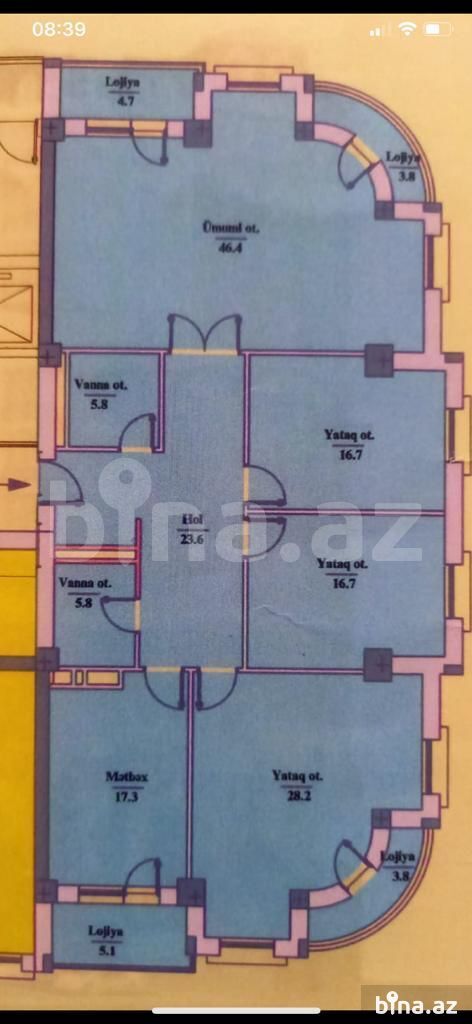 08:39
Lojiya
4.7
Lojiya
3.8
Ümumi ot.
46.4
Vanna ot.
5.8
Yataq ot.
16.7
bina.az
Hol
23.6
Yataq ot.
16.7
Vanna ot.
5.8
Mətbəx
17.3
Yataq ot.
28.2
Lojiya
3.8
Lojiya
5.1
bina.az